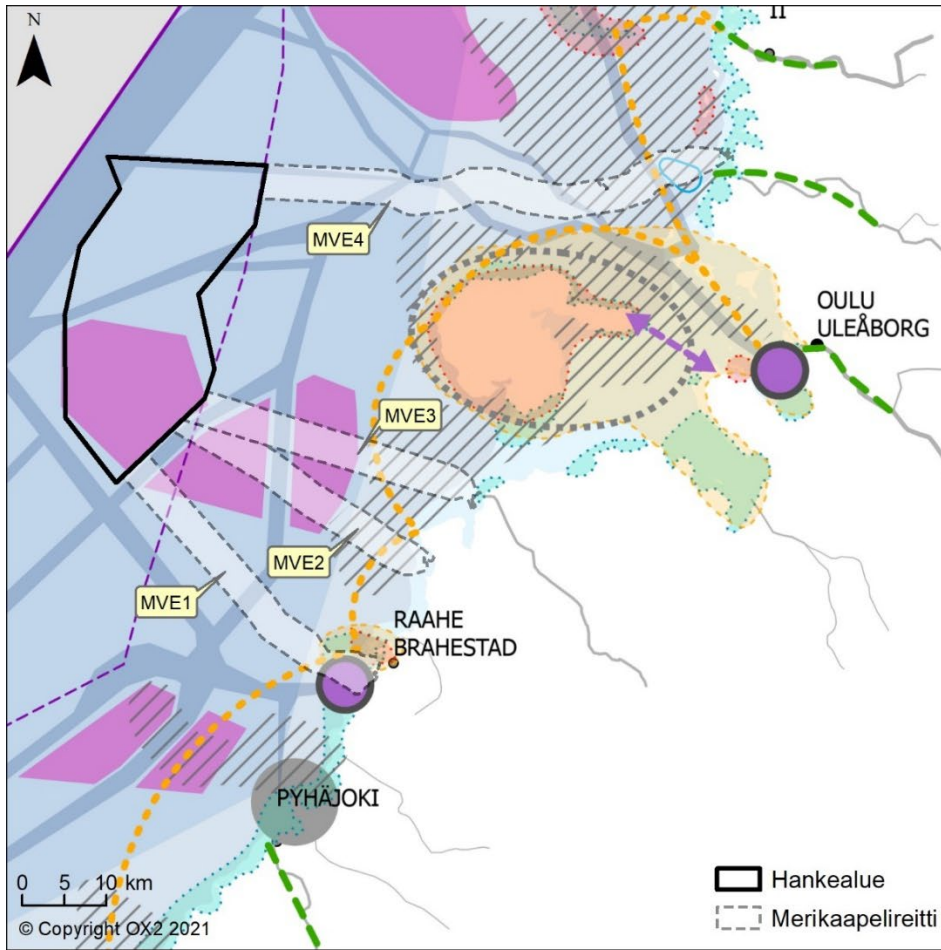 N
II
MVE4
OULU
ULEÅBORG
MVE3
MVE2
MVE1
RAAHE
BRAHESTAD
PYHÄJOKI
0 5 10 km
© Copyright OX2 2021
Hankealue
Merikaapelireitti